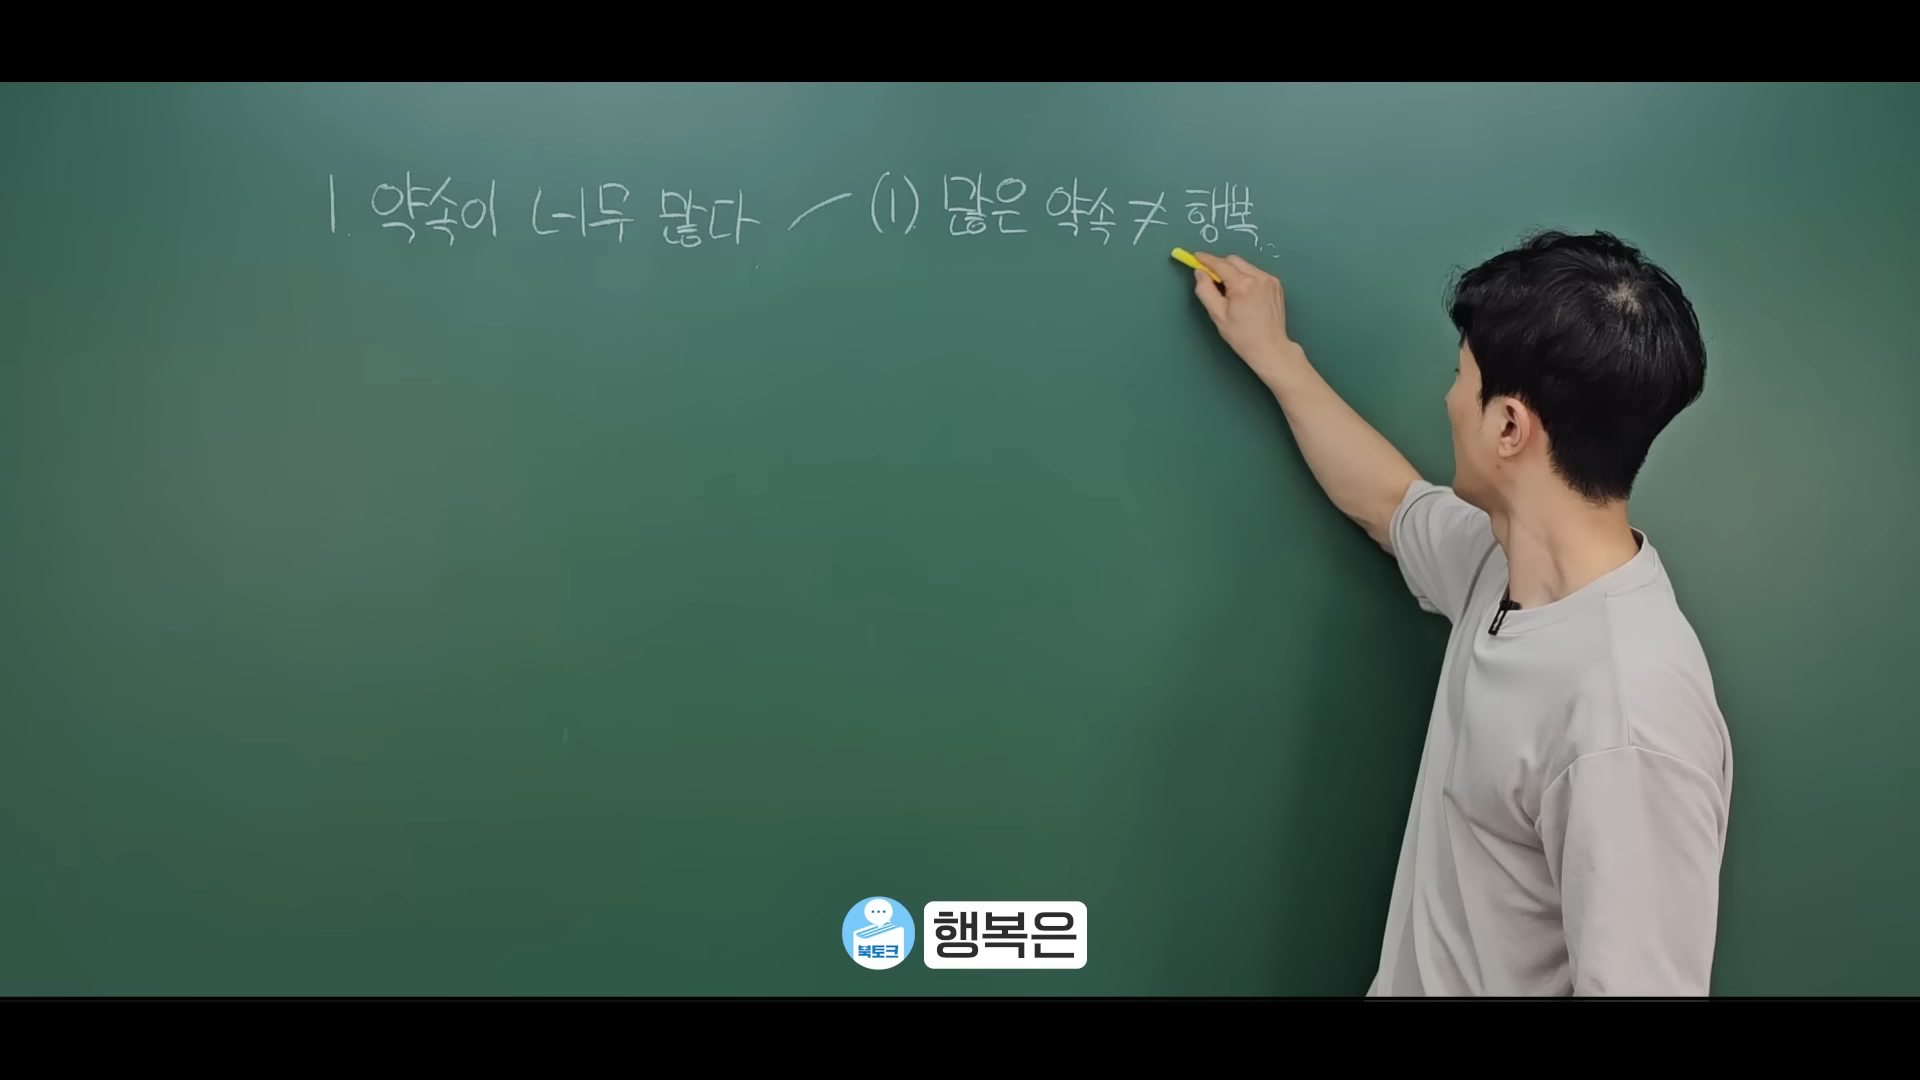 1. 약속이 너무 많다 / (1) 많은 약속 ≠ 행복
북토크
행복은